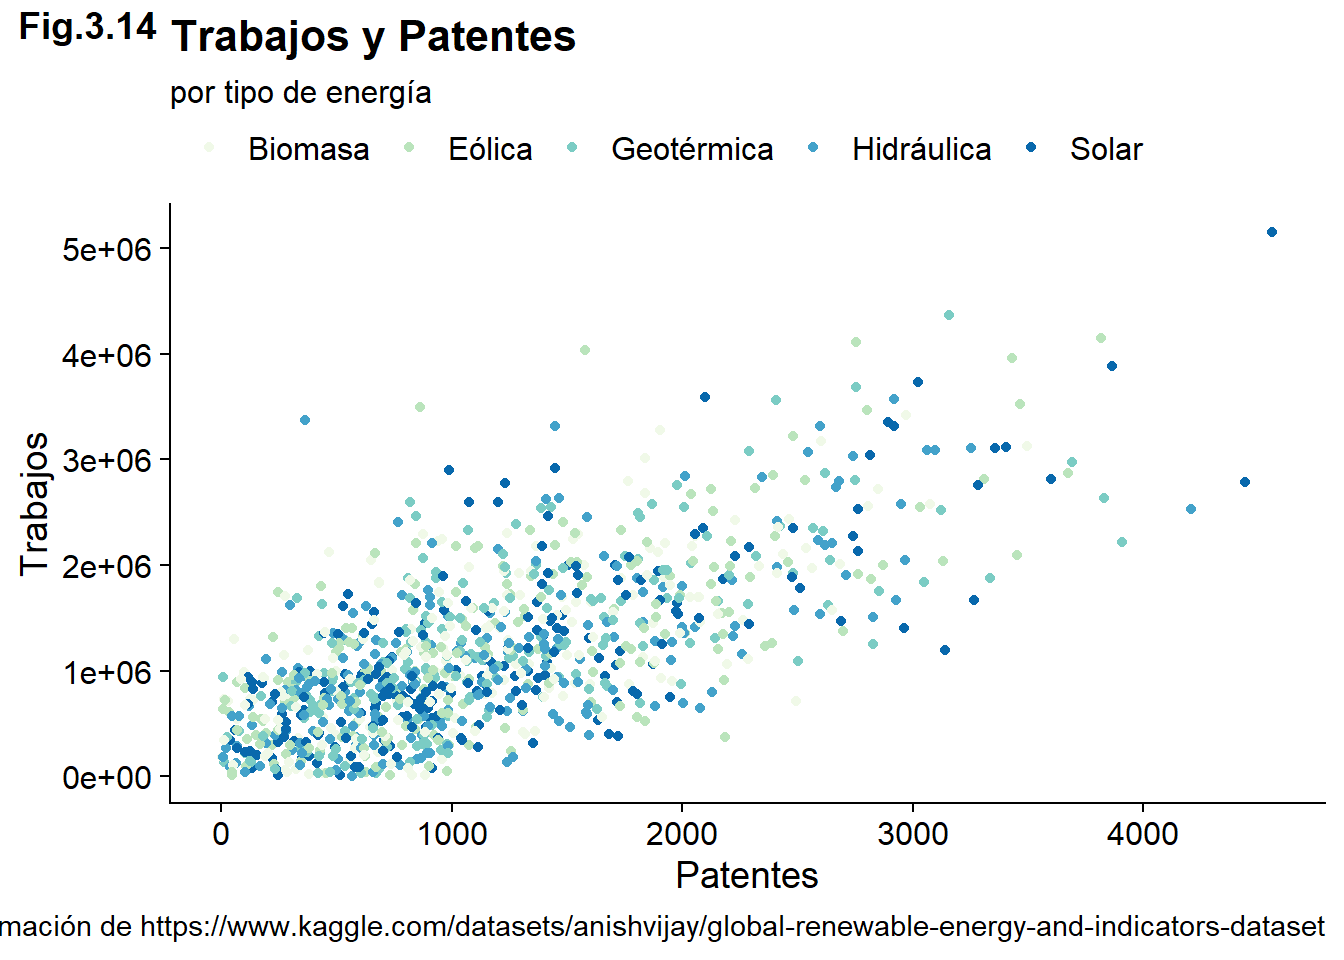 Fig.3.14 Trabajos y Patentes
por tipo de energía
Biomasa Eólica Geotérmica Hidráulica Solar
5e+06
4e+06
3e+06
2e+06
1e+06
0e+00
Trabajos
0 1000 2000 3000 4000
Patentes
mación de https://www.kaggle.com/datasets/anishvijay/global-renewable-energy-and-indicators-dataset